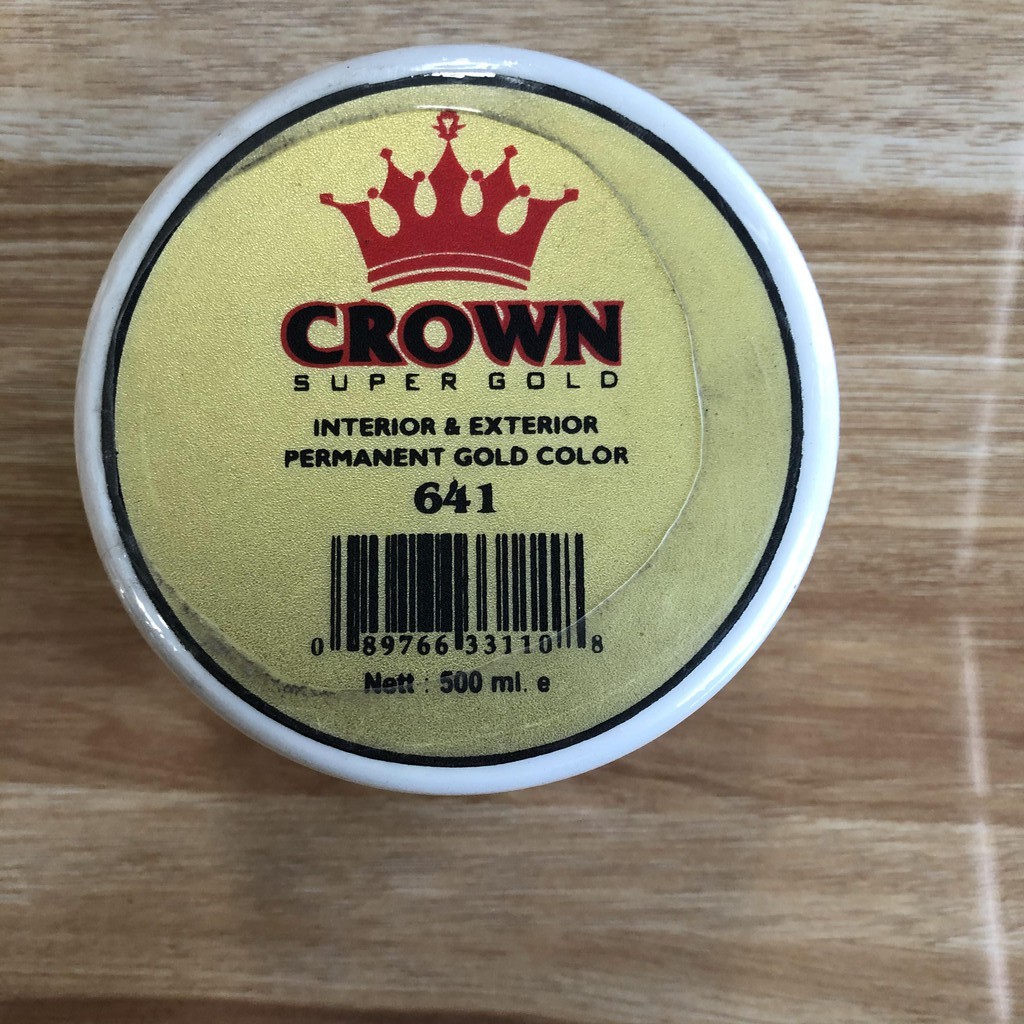 CROWN
SUPER GOLD
INTERIOR & EXTERIOR
PERMANENT GOLD COLOR
641
0 89766 33110 8
Nett : 500 ml. e